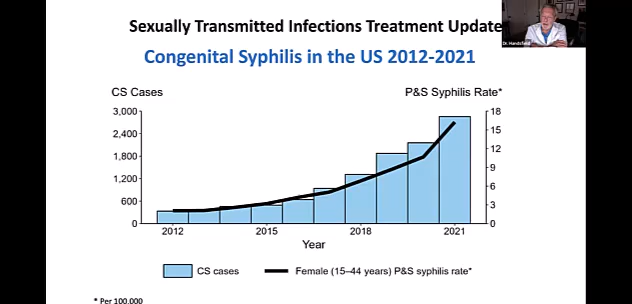 Sexually Transmitted Infections Treatment Update
Congenital Syphilis in the US 2012-2021
CS Cases
P&S Syphilis Rate*
3,000
2,400
1,800
1,200
600
0
18
15
12
9
6
3
0
2012
2015
2018
2021
Year
CS cases
Female (15–44 years) P&S syphilis rate*
* Per 100.000